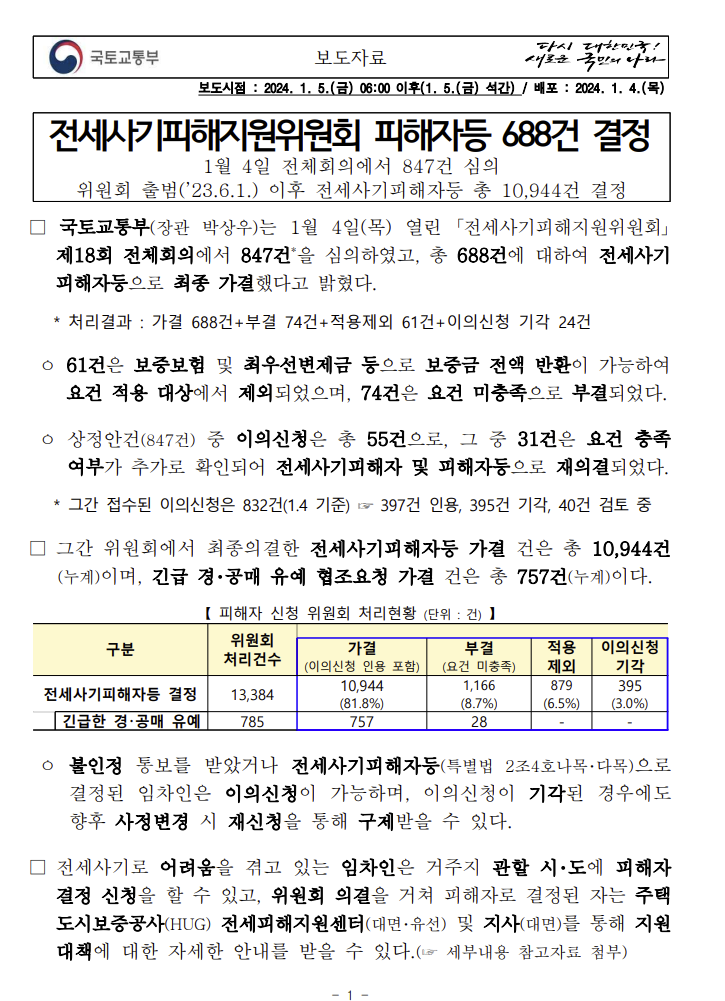 국토교통부
보도자료
다시 대한민국!
새로운 국민의 나라
보도시점 : 2024. 1. 5.(금) 06:00 이후(1. 5.(금) 석간) / 배포 : 2024. 1. 4.(목)
전세사기피해지원위원회 피해자등 688건 결정
1월 4일 전체회의에서 847건 심의
위원회 출범('23.6.1.) 이후 전세사기피해자등 총 10,944건 결정
□ 국토교통부(장관 박상우)는 1월 4일(목) 열린 「전세사기피해지원위원회」
제18회 전체회의에서 847건*을 심의하였고, 총 688건에 대하여 전세사기
피해자등으로 최종 가결했다고 밝혔다.
* 처리결과 : 가결 688건+부결 74건+적용제외 61건+이의신청 기각 24건
ㅇ 61건은 보증보험 및 최우선변제금 등으로 보증금 전액 반환이 가능하여
요건 적용 대상에서 제외되었으며, 74건은 요건 미충족으로 부결되었다.
ㅇ 상정안건(847건) 중 이의신청은 총 55건으로, 그 중 31건은 요건 충족
여부가 추가로 확인되어 전세사기피해자 및 피해자등으로 재의결되었다.
* 그간 접수된 이의신청은 832건(1.4 기준) ☞ 397건 인용, 395건 기각, 40건 검토 중
□ 그간 위원회에서 최종의결한 전세사기피해자등 가결 건은 총 10,944건
(누계)이며, 긴급 경·공매 유예 협조요청 가결 건은 총 757건(누계)이다.
【 피해자 신청 위원회 처리현황 (단위 : 건) 】
구분 위원회 처리건수 가결 (이의신청 인용 포함) 부결 (요건 미충족) 적용 제외 이의신청 기각
전세사기피해자등 결정 13,384 10,944 (81.8%) 1,166 (8.7%) 879 (6.5%) 395 (3.0%)
긴급한 경·공매 유예 785 757 28 - -
ㅇ 불인정 통보를 받았거나 전세사기피해자등(특별법 2조4호나목·다목)으로
결정된 임차인은 이의신청이 가능하며, 이의신청이 기각된 경우에도
향후 사정변경 시 재신청을 통해 구제받을 수 있다.
□ 전세사기로 어려움을 겪고 있는 임차인은 거주지 관할 시·도에 피해자
결정 신청을 할 수 있고, 위원회 의결을 거쳐 피해자로 결정된 자는 주택
도시보증공사(HUG) 전세피해지원센터(대면·유선) 및 지사(대면)를 통해 지원
대책에 대한 자세한 안내를 받을 수 있다.(☞ 세부내용 참고자료 첨부)
- 1 -